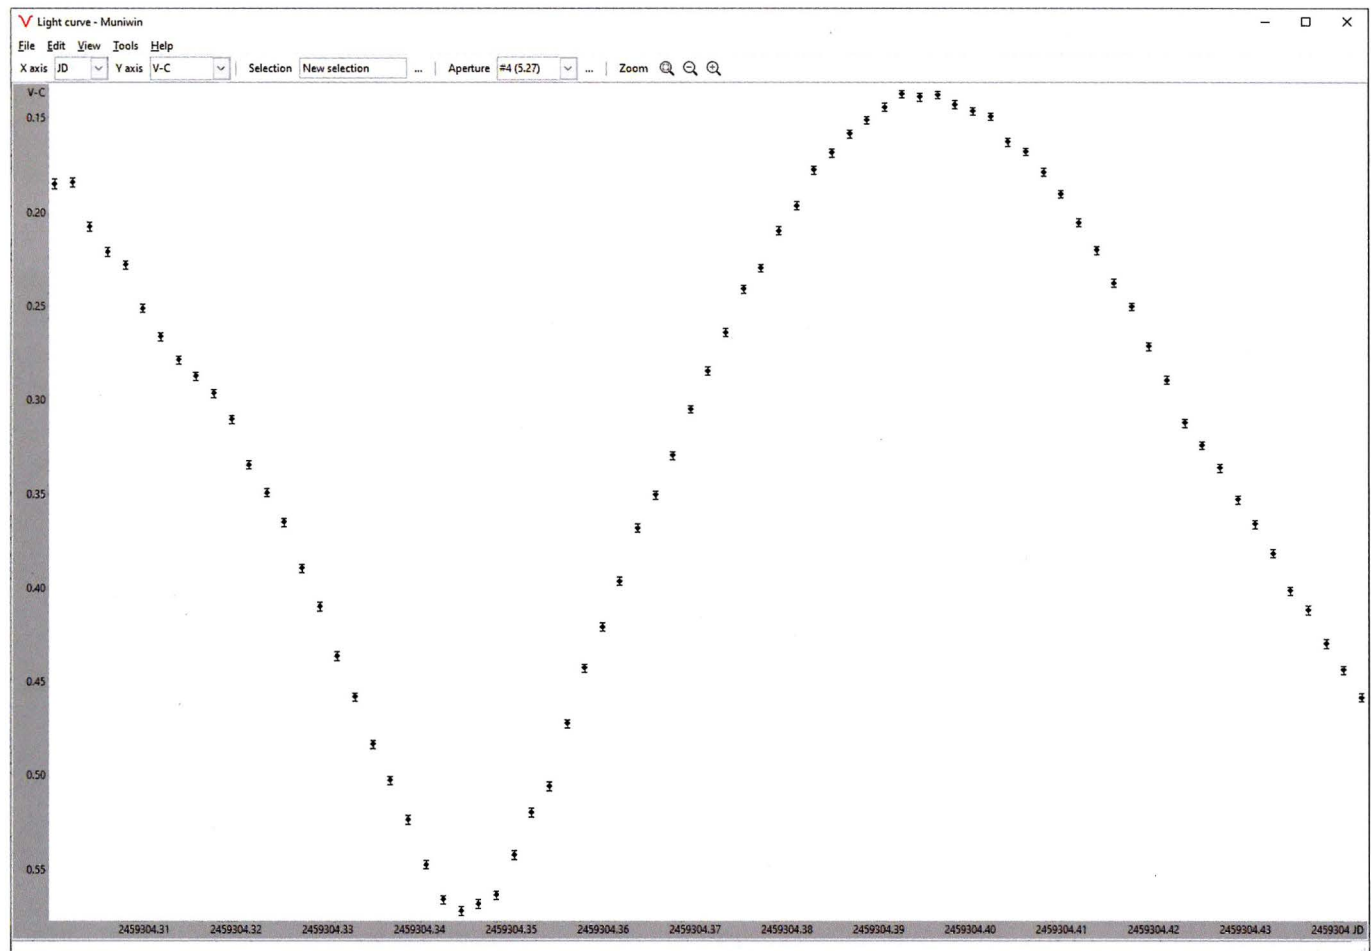 Light curve - Muniwin
File Edit View Tools Help
X axis JD Y axis V-C Selection New selection ... Aperture #4 (5.27) ... Zoom
V-C
0.15
0.20
0.25
0.30
0.35
0.40
0.45
0.50
0.55
2459304.31 2459304.32 2459304.33 2459304.34 2459304.35 2459304.36 2459304.37 2459304.38 2459304.39 2459304.40 2459304.41 2459304.42 2459304.43 2459304 JD